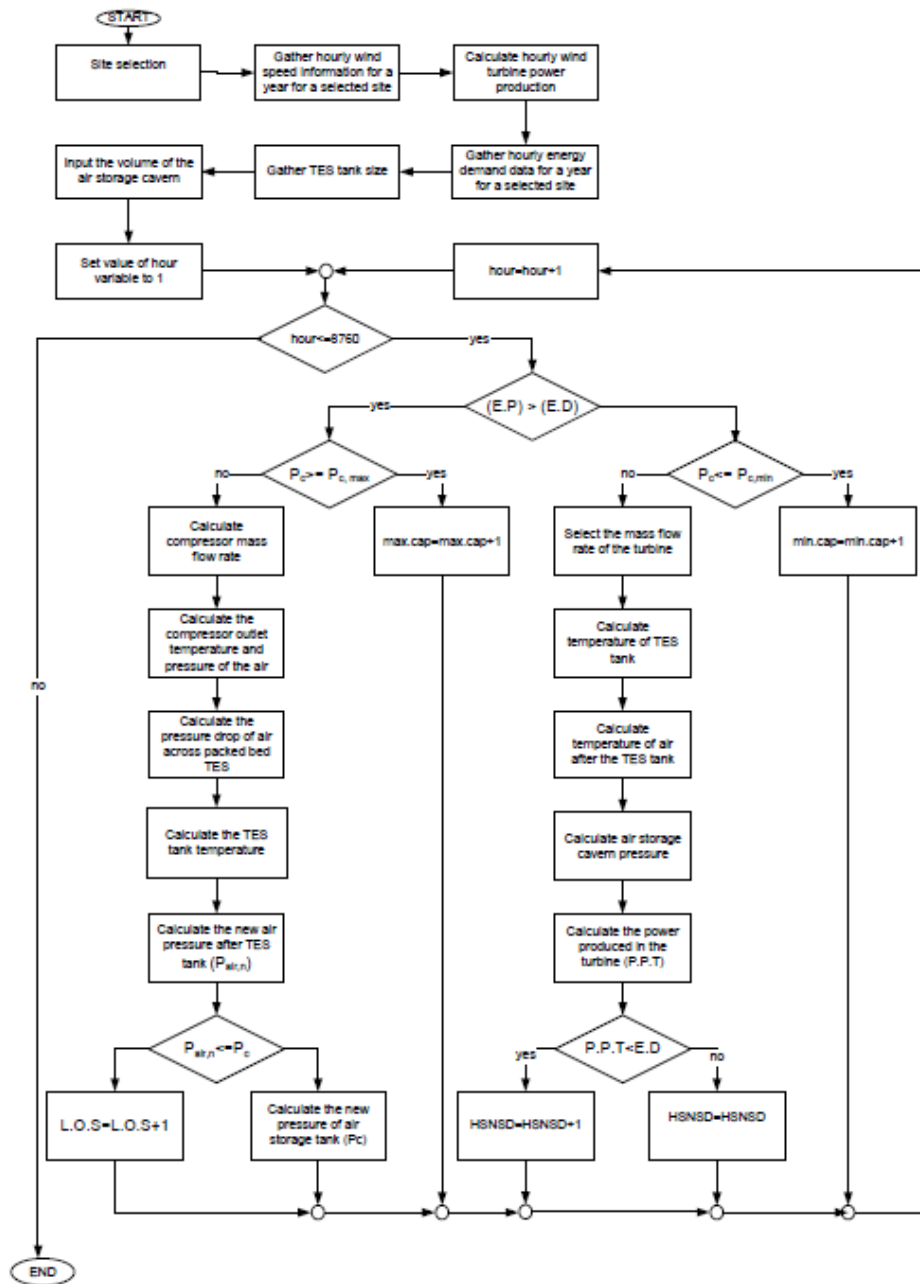 START
Site selection
Gather hourly wind
speed information for a
year for a selected site
Calculate hourly wind
turbine power
production
Input the volume of the
air storage cavern
Gather TES tank size
Gather hourly energy
demand data for a year
for a selected site
Set value of hour
variable to 1
hour=hour+1
hour<=8760
yes
(E.P) > (E.D)
yes
no
Pc>= Pc, max
yes
no
Pc<= Pc,min
yes
Calculate
compressor mass
flow rate
max.cap=max.cap+1
Select the mass flow
rate of the turbine
min.cap=min.cap+1
Calculate the
compressor outlet
temperature and
pressure of the air
Calculate
temperature of TES
tank
no
Calculate the
pressure drop of air
across packed bed
TES
Calculate
temperature of air
after the TES tank
Calculate the TES
tank temperature
Calculate air storage
cavern pressure
Calculate the new air
pressure after TES
tank (Pair,n)
Calculate the power
produced in the
turbine (P.P.T)
Pair,n<=Pc
yes
P.P.T<E.D
no
L.O.S=L.O.S+1
Calculate the new
pressure of air
storage tank (Pc)
HSNSD=HSNSD+1
HSNSD=HSNSD
END